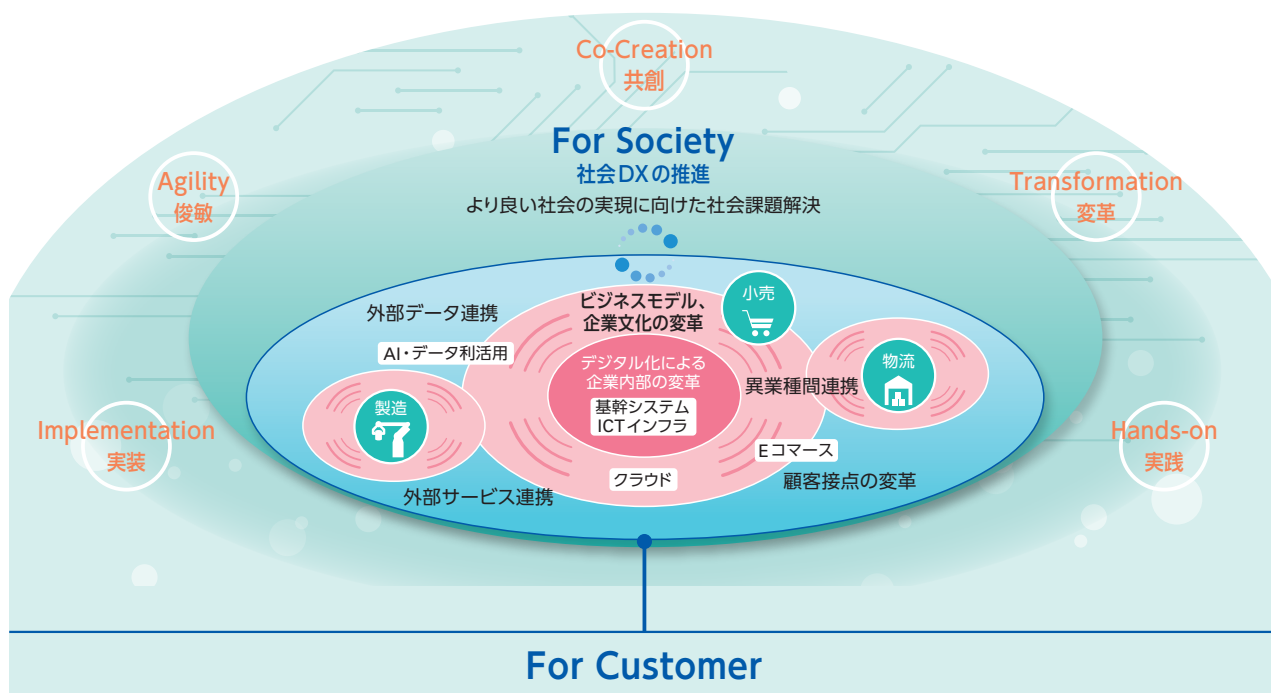 Co-Creation
共創
For Society
社会DXの推進
より良い社会の実現に向けた社会課題解決
Agility
俊敏
Transformation
変革
Implementation
実装
Hands-on
実践
外部データ連携
AI・データ利活用
ビジネスモデル、
企業文化の変革
小売
デジタル化による
企業内部の変革
基幹システム
ICTインフラ
異業種間連携
物流
製造
Eコマース
クラウド
外部サービス連携
顧客接点の変革
For Customer